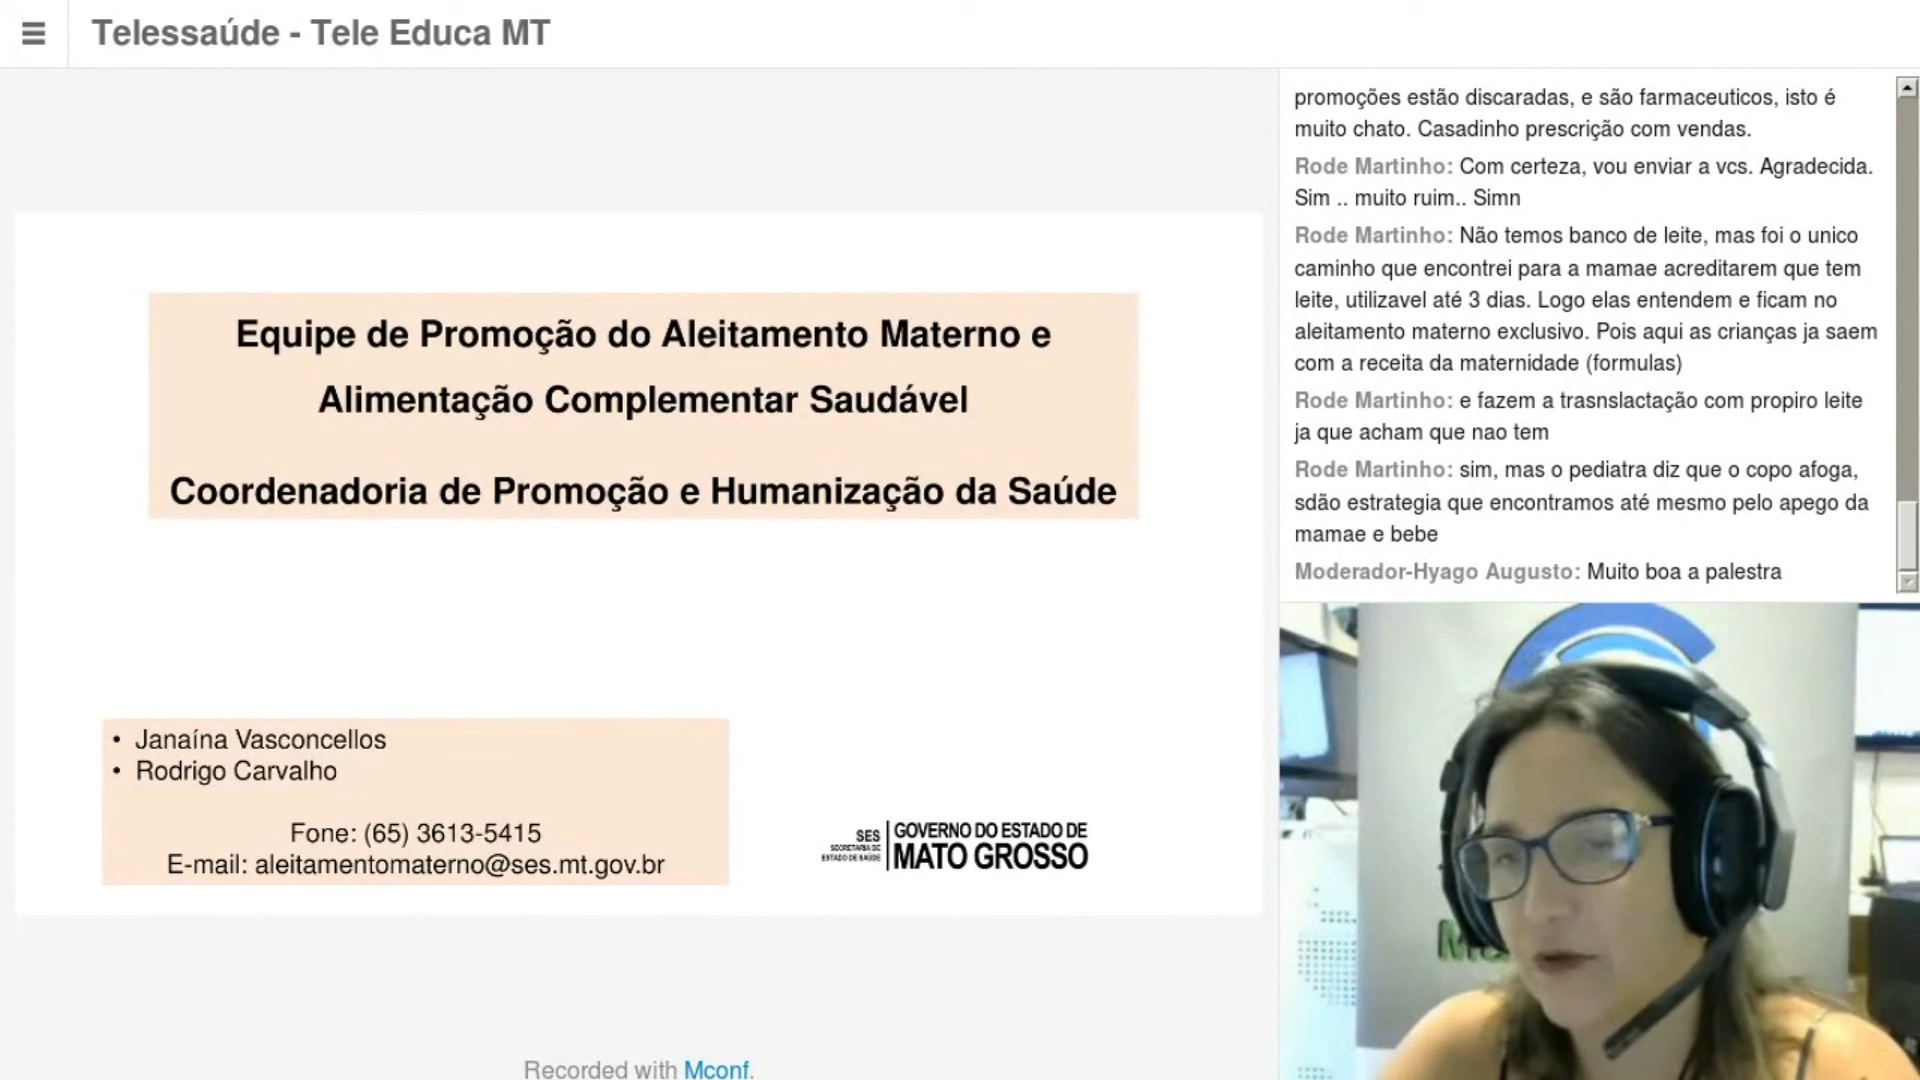 Telessaúde - Tele Educa MT
Equipe de Promoção do Aleitamento Materno e
Alimentação Complementar Saudável
Coordenadoria de Promoção e Humanização da Saúde
• Janaína Vasconcellos
• Rodrigo Carvalho
Fone: (65) 3613-5415
E-mail: aleitamentomaterno@ses.mt.gov.br
SES
SECRETARIA DE
ESTADO DE SAÚDE
GOVERNO DO ESTADO DE
MATO GROSSO
Recorded with Mconf.
promoções estão discaradas, e são farmaceuticos, isto é
muito chato. Casadinho prescrição com vendas.
Rode Martinho: Com certeza, vou enviar a vcs. Agradecida.
Sim .. muito ruim.. Simn
Rode Martinho: Não temos banco de leite, mas foi o unico
caminho que encontrei para a mamae acreditarem que tem
leite, utilizavel até 3 dias. Logo elas entendem e ficam no
aleitamento materno exclusivo. Pois aqui as crianças ja saem
com a receita da maternidade (formulas)
Rode Martinho: e fazem a trasnslactação com propiro leite
ja que acham que nao tem
Rode Martinho: sim, mas o pediatra diz que o copo afoga,
sdão estrategia que encontramos até mesmo pelo apego da
mamae e bebe
Moderador-Hyago Augusto: Muito boa a palestra